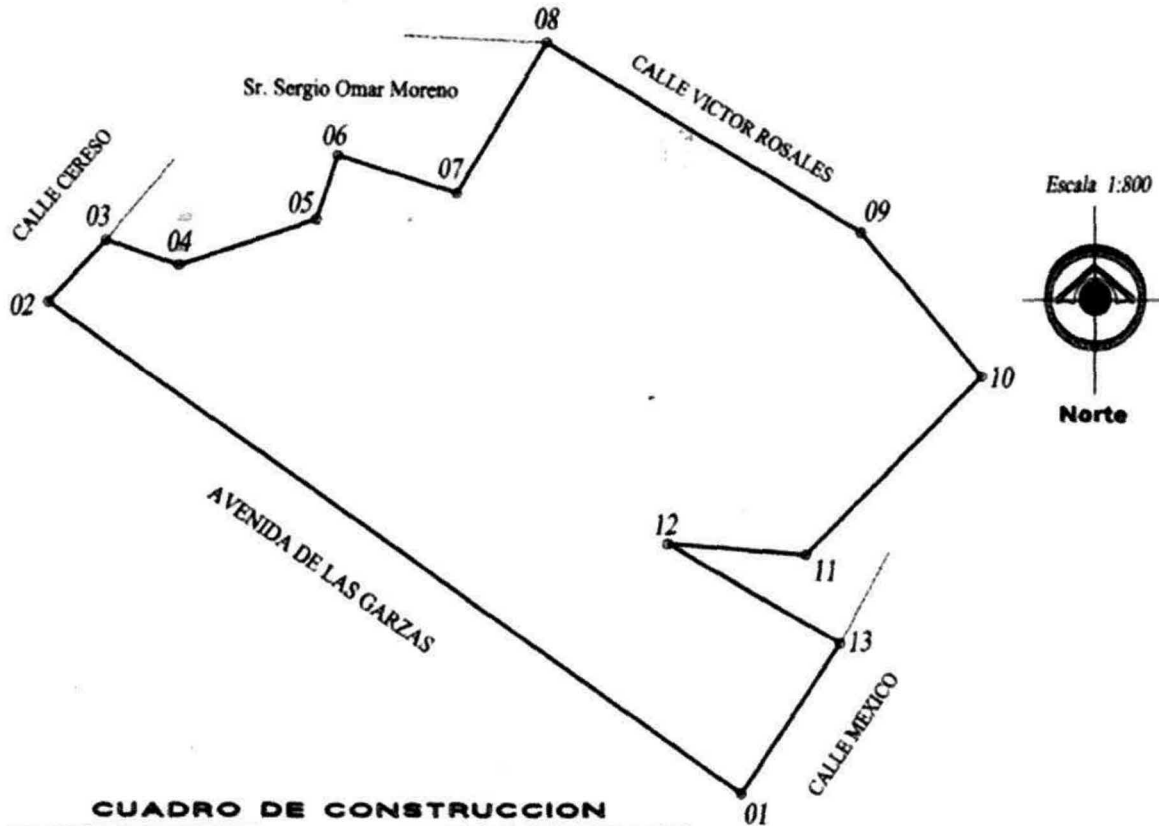 08
CALLE VICTOR ROSALES
Sr. Sergio Omar Moreno
CALLE CERESO
06
07
Escala 1:800
03
05
09
04
02
10
Norte
AVENIDA DE LAS GARZAS
12
11
13
CALLE MEXICO
CUADRO DE CONSTRUCCION
01